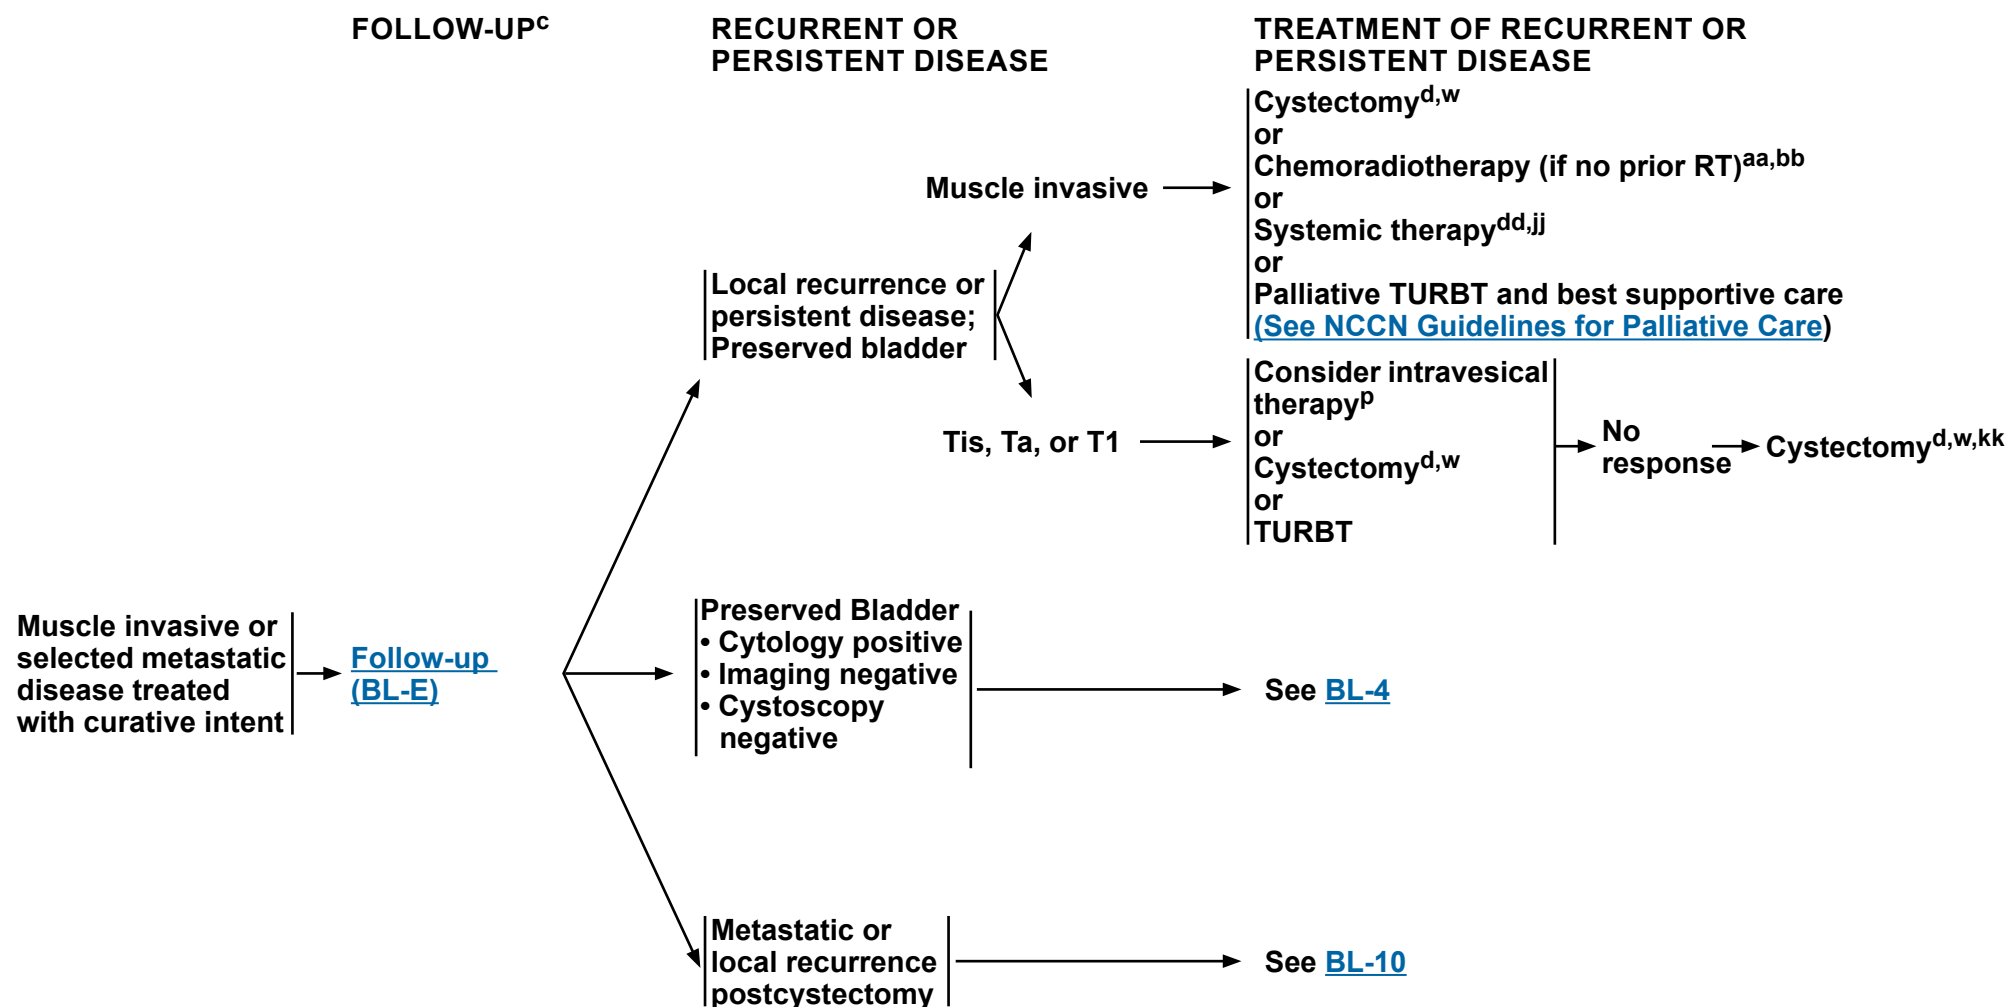 FOLLOW-UPc
RECURRENT OR
PERSISTENT DISEASE
TREATMENT OF RECURRENT OR
PERSISTENT DISEASE
Muscle invasive or
selected metastatic
disease treated
with curative intent
Follow-up
(BL-E)
Local recurrence or
persistent disease;
Preserved bladder
Muscle invasive
Cystectomyd,w
or
Chemoradiotherapy (if no prior RT)aa,bb
or
Systemic therapydd,jj
or
Palliative TURBT and best supportive care
(See NCCN Guidelines for Palliative Care)
Tis, Ta, or T1
Consider intravesical
therapyp
or
Cystectomyd,w
or
TURBT
No
response
Cystectomyd,w,kk
Preserved Bladder
• Cytology positive
• Imaging negative
• Cystoscopy
negative
See BL-4
Metastatic or
local recurrence
postcystectomy
See BL-10